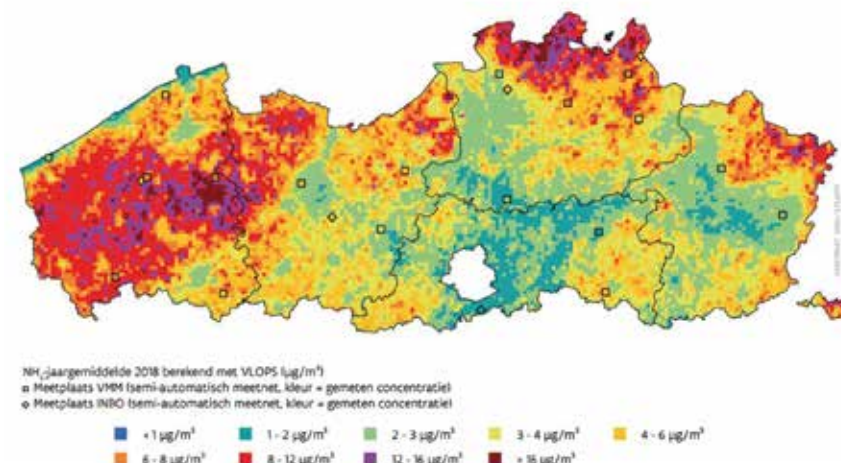 NH₃-jaargemiddelde 2018 berekend met VLOPS (µg/m³)
Meetplaats VMM (semi-automatisch meetnet, kleur = gemeten concentratie)
Meetplaats INBO (semi-automatisch meetnet, kleur = gemeten concentratie)
<1 µg/m³ 1 - 2 µg/m³ 2 - 3 µg/m³ 3 - 4 µg/m³ 4 - 6 µg/m³
6 - 8 µg/m³ 8 - 12 µg/m³ 12 - 16 µg/m³ > 16 µg/m³